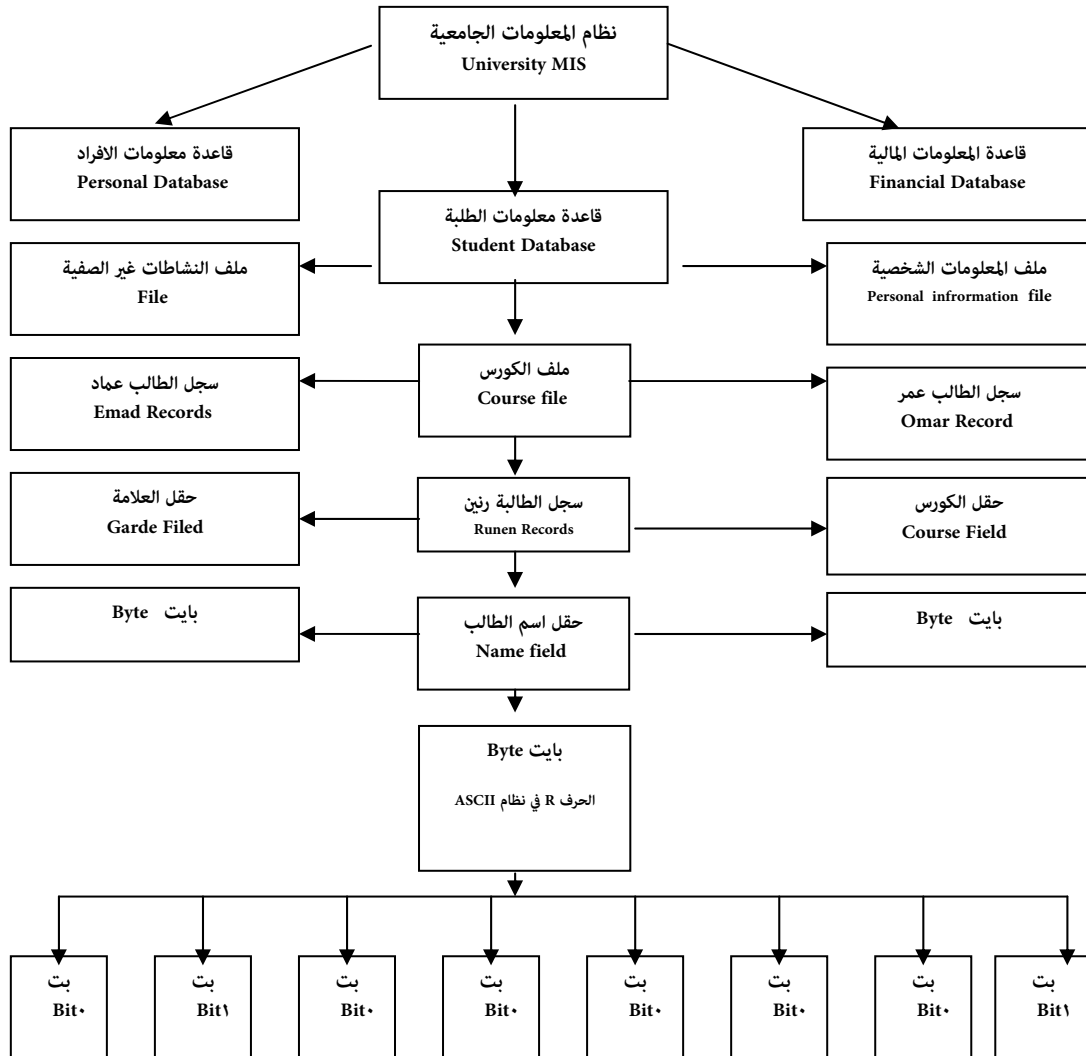 نظام المعلومات الجامعية
University MIS
قاعدة معلومات الافراد
Personal Database
قاعدة المعلومات المالية
Financial Database
قاعدة معلومات الطلبة
Student Database
ملف النشاطات غير الصفية
File
ملف المعلومات الشخصية
Personal infrormation file
ملف الكورس
Course file
سجل الطالب عماد
Emad Records
سجل الطالب عمر
Omar Record
حقل العلامة
Garde Filed
سجل الطالبة رنين
Runen Records
حقل الكورس
Course Field
بايت Byte
حقل اسم الطالب
Name field
بايت Byte
بايت Byte
الحرف R في نظام ASCII
بت
Bit٠
بت
Bit١
بت
Bit٠
بت
Bit٠
بت
Bit٠
بت
Bit٠
بت
Bit٠
بت
Bit١